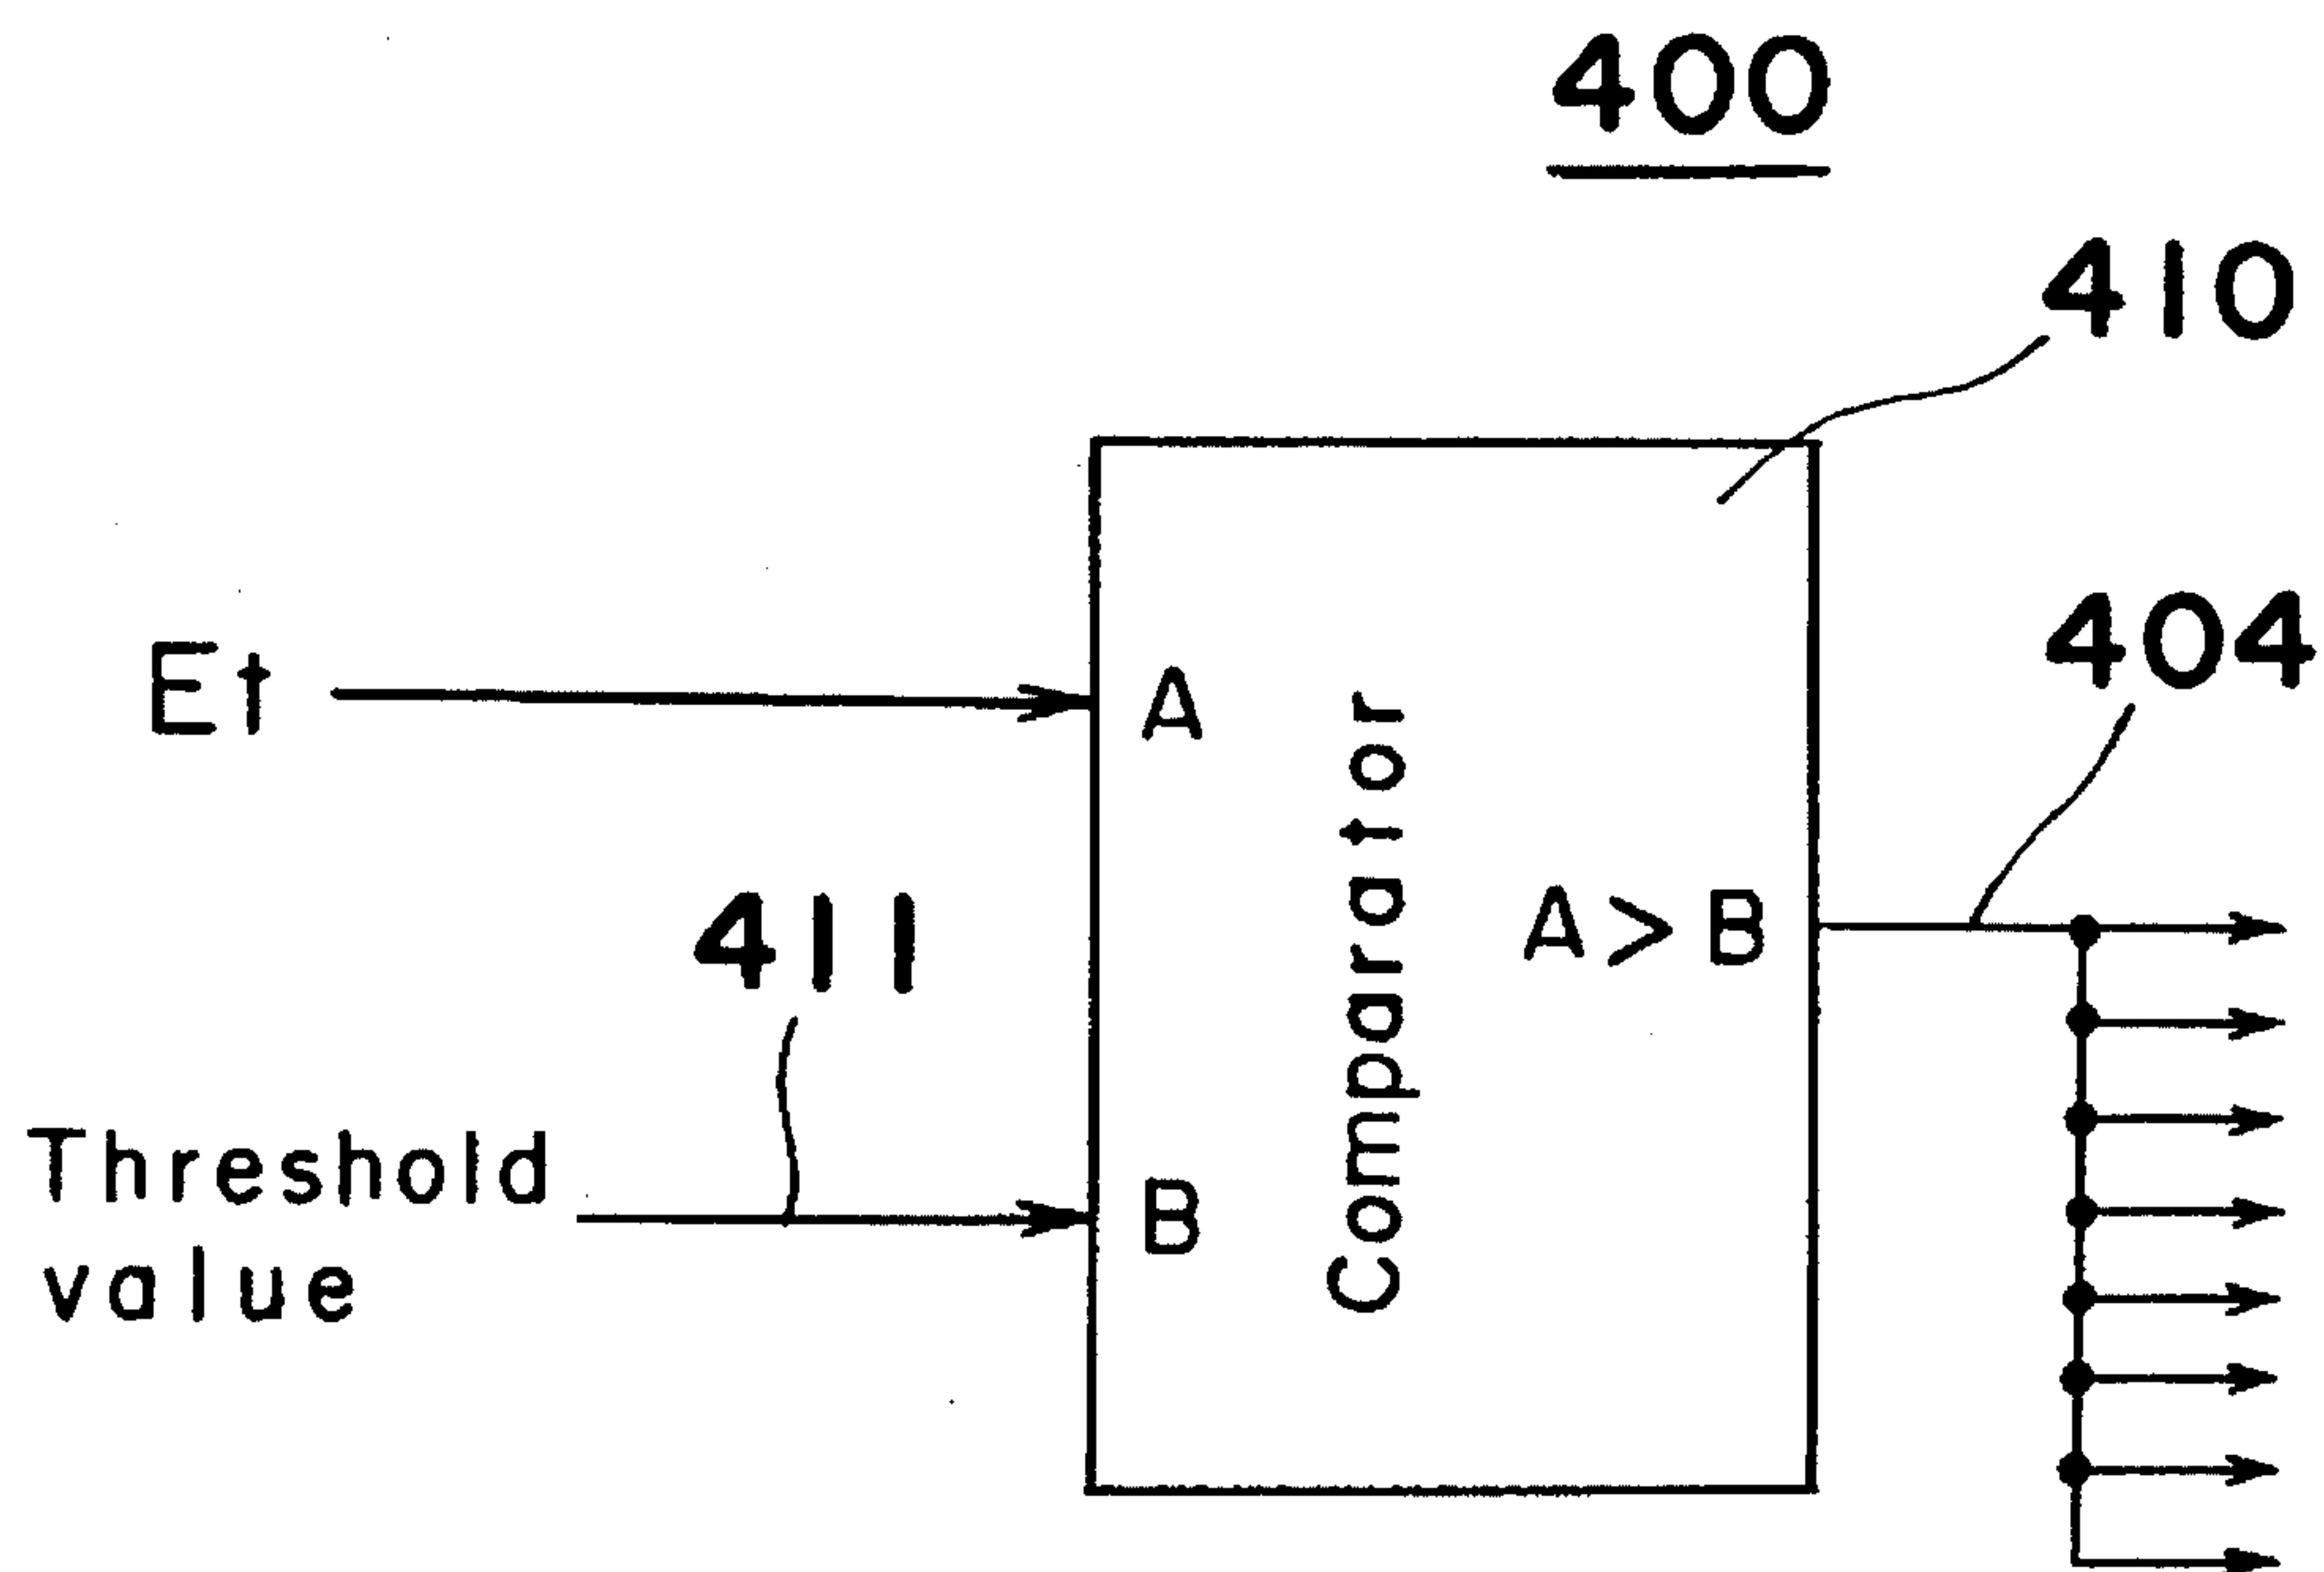 400
410
Et
A
404
411
Comparator
A>B
Threshold
value
B